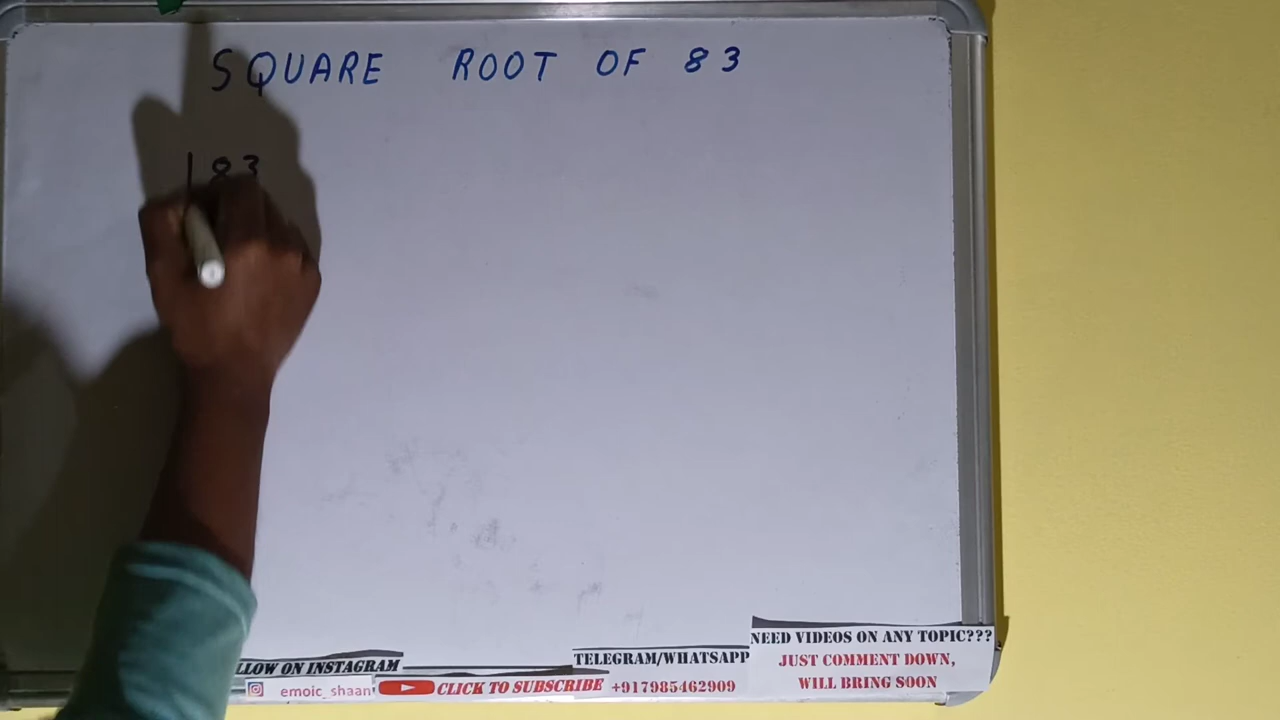 SQUARE ROOT OF 83
83
LLOW ON INSTAGRAM
emoic_shaan
CLICK TO SUBSCRIBE
TELEGRAM/WHATSAPP
+917985462909
NEED VIDEOS ON ANY TOPIC???
JUST COMMENT DOWN,
WILL BRING SOON